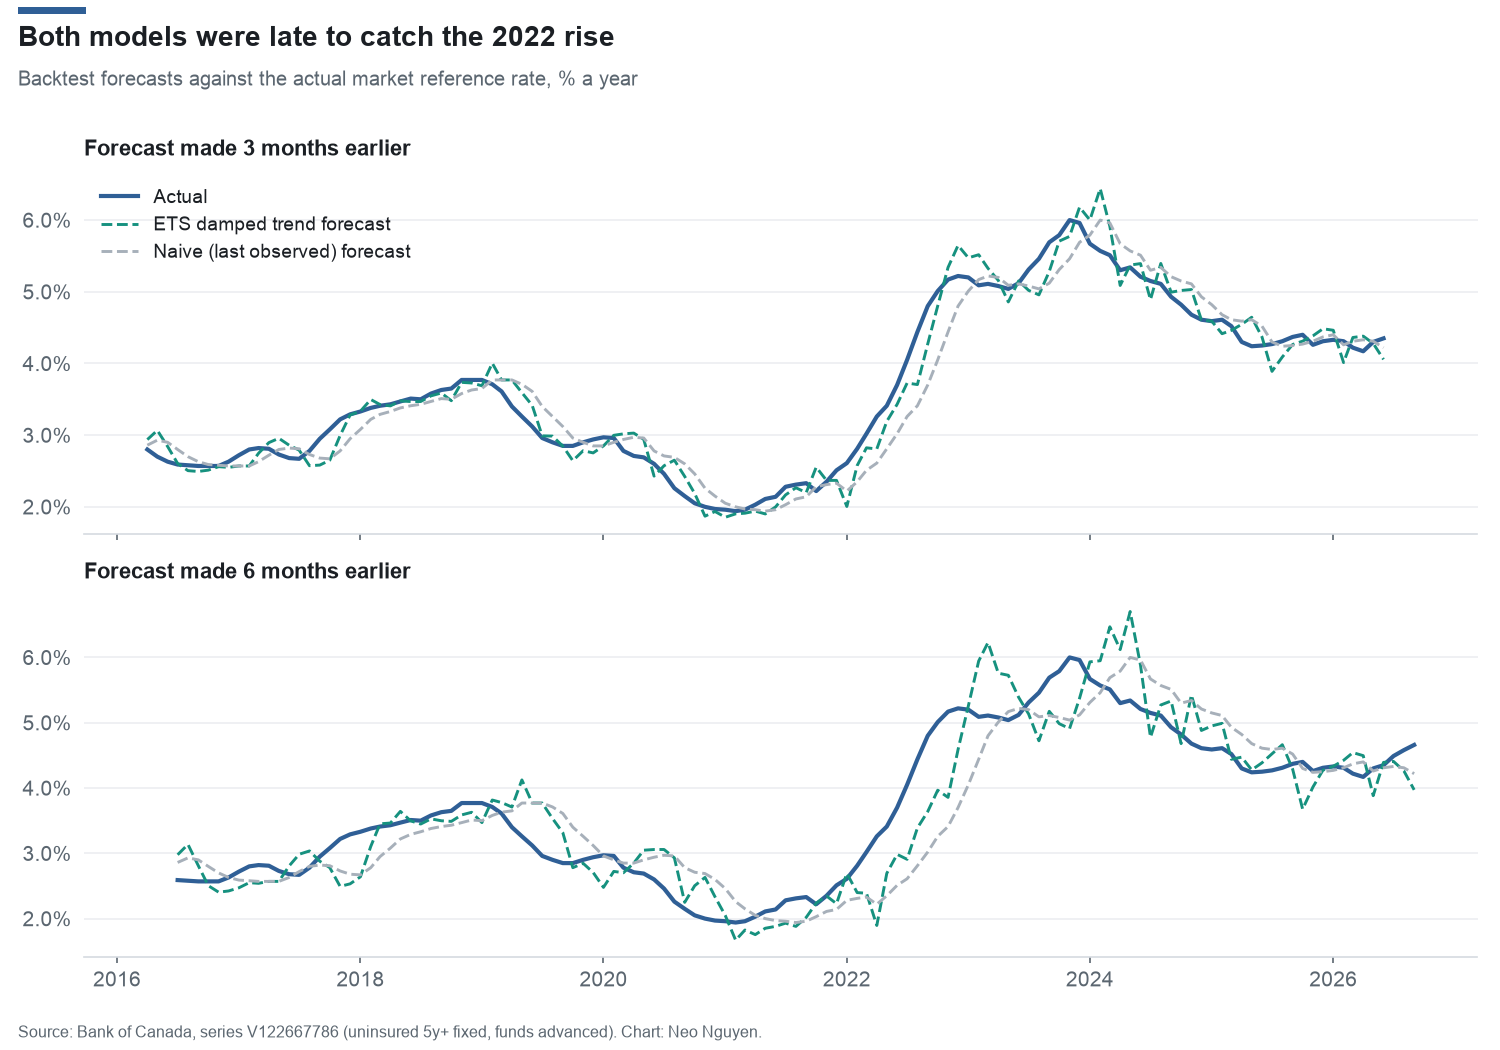 Both models were late to catch the 2022 rise
Backtest forecasts against the actual market reference rate, % a year
Forecast made 3 months earlier
Actual
ETS damped trend forecast
Naive (last observed) forecast
6.0%
5.0%
4.0%
3.0%
2.0%
Forecast made 6 months earlier
6.0%
5.0%
4.0%
3.0%
2.0%
2016 2018 2020 2022 2024 2026
Source: Bank of Canada, series V122667786 (uninsured 5y+ fixed, funds advanced). Chart: Neo Nguyen.